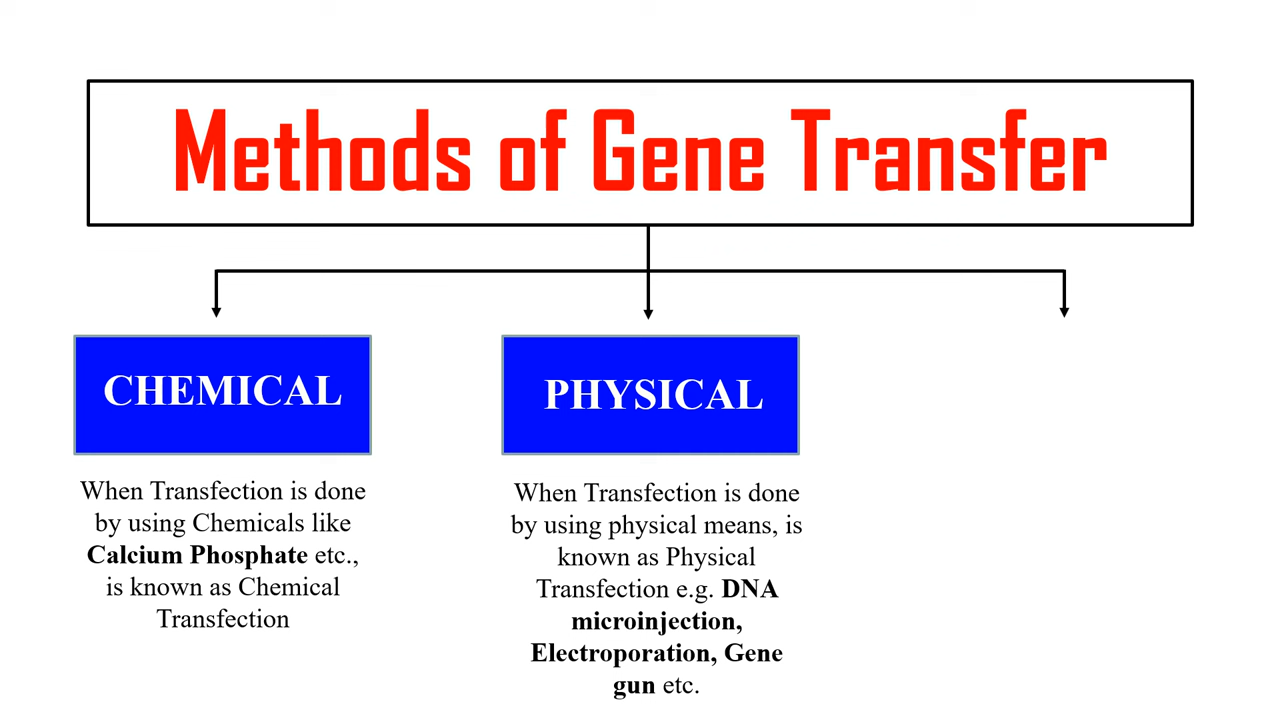 Methods of Gene Transfer
CHEMICAL
When Transfection is done
by using Chemicals like
Calcium Phosphate etc.,
is known as Chemical
Transfection
PHYSICAL
When Transfection is done
by using physical means, is
known as Physical
Transfection e.g. DNA
microinjection,
Electroporation, Gene
gun etc.